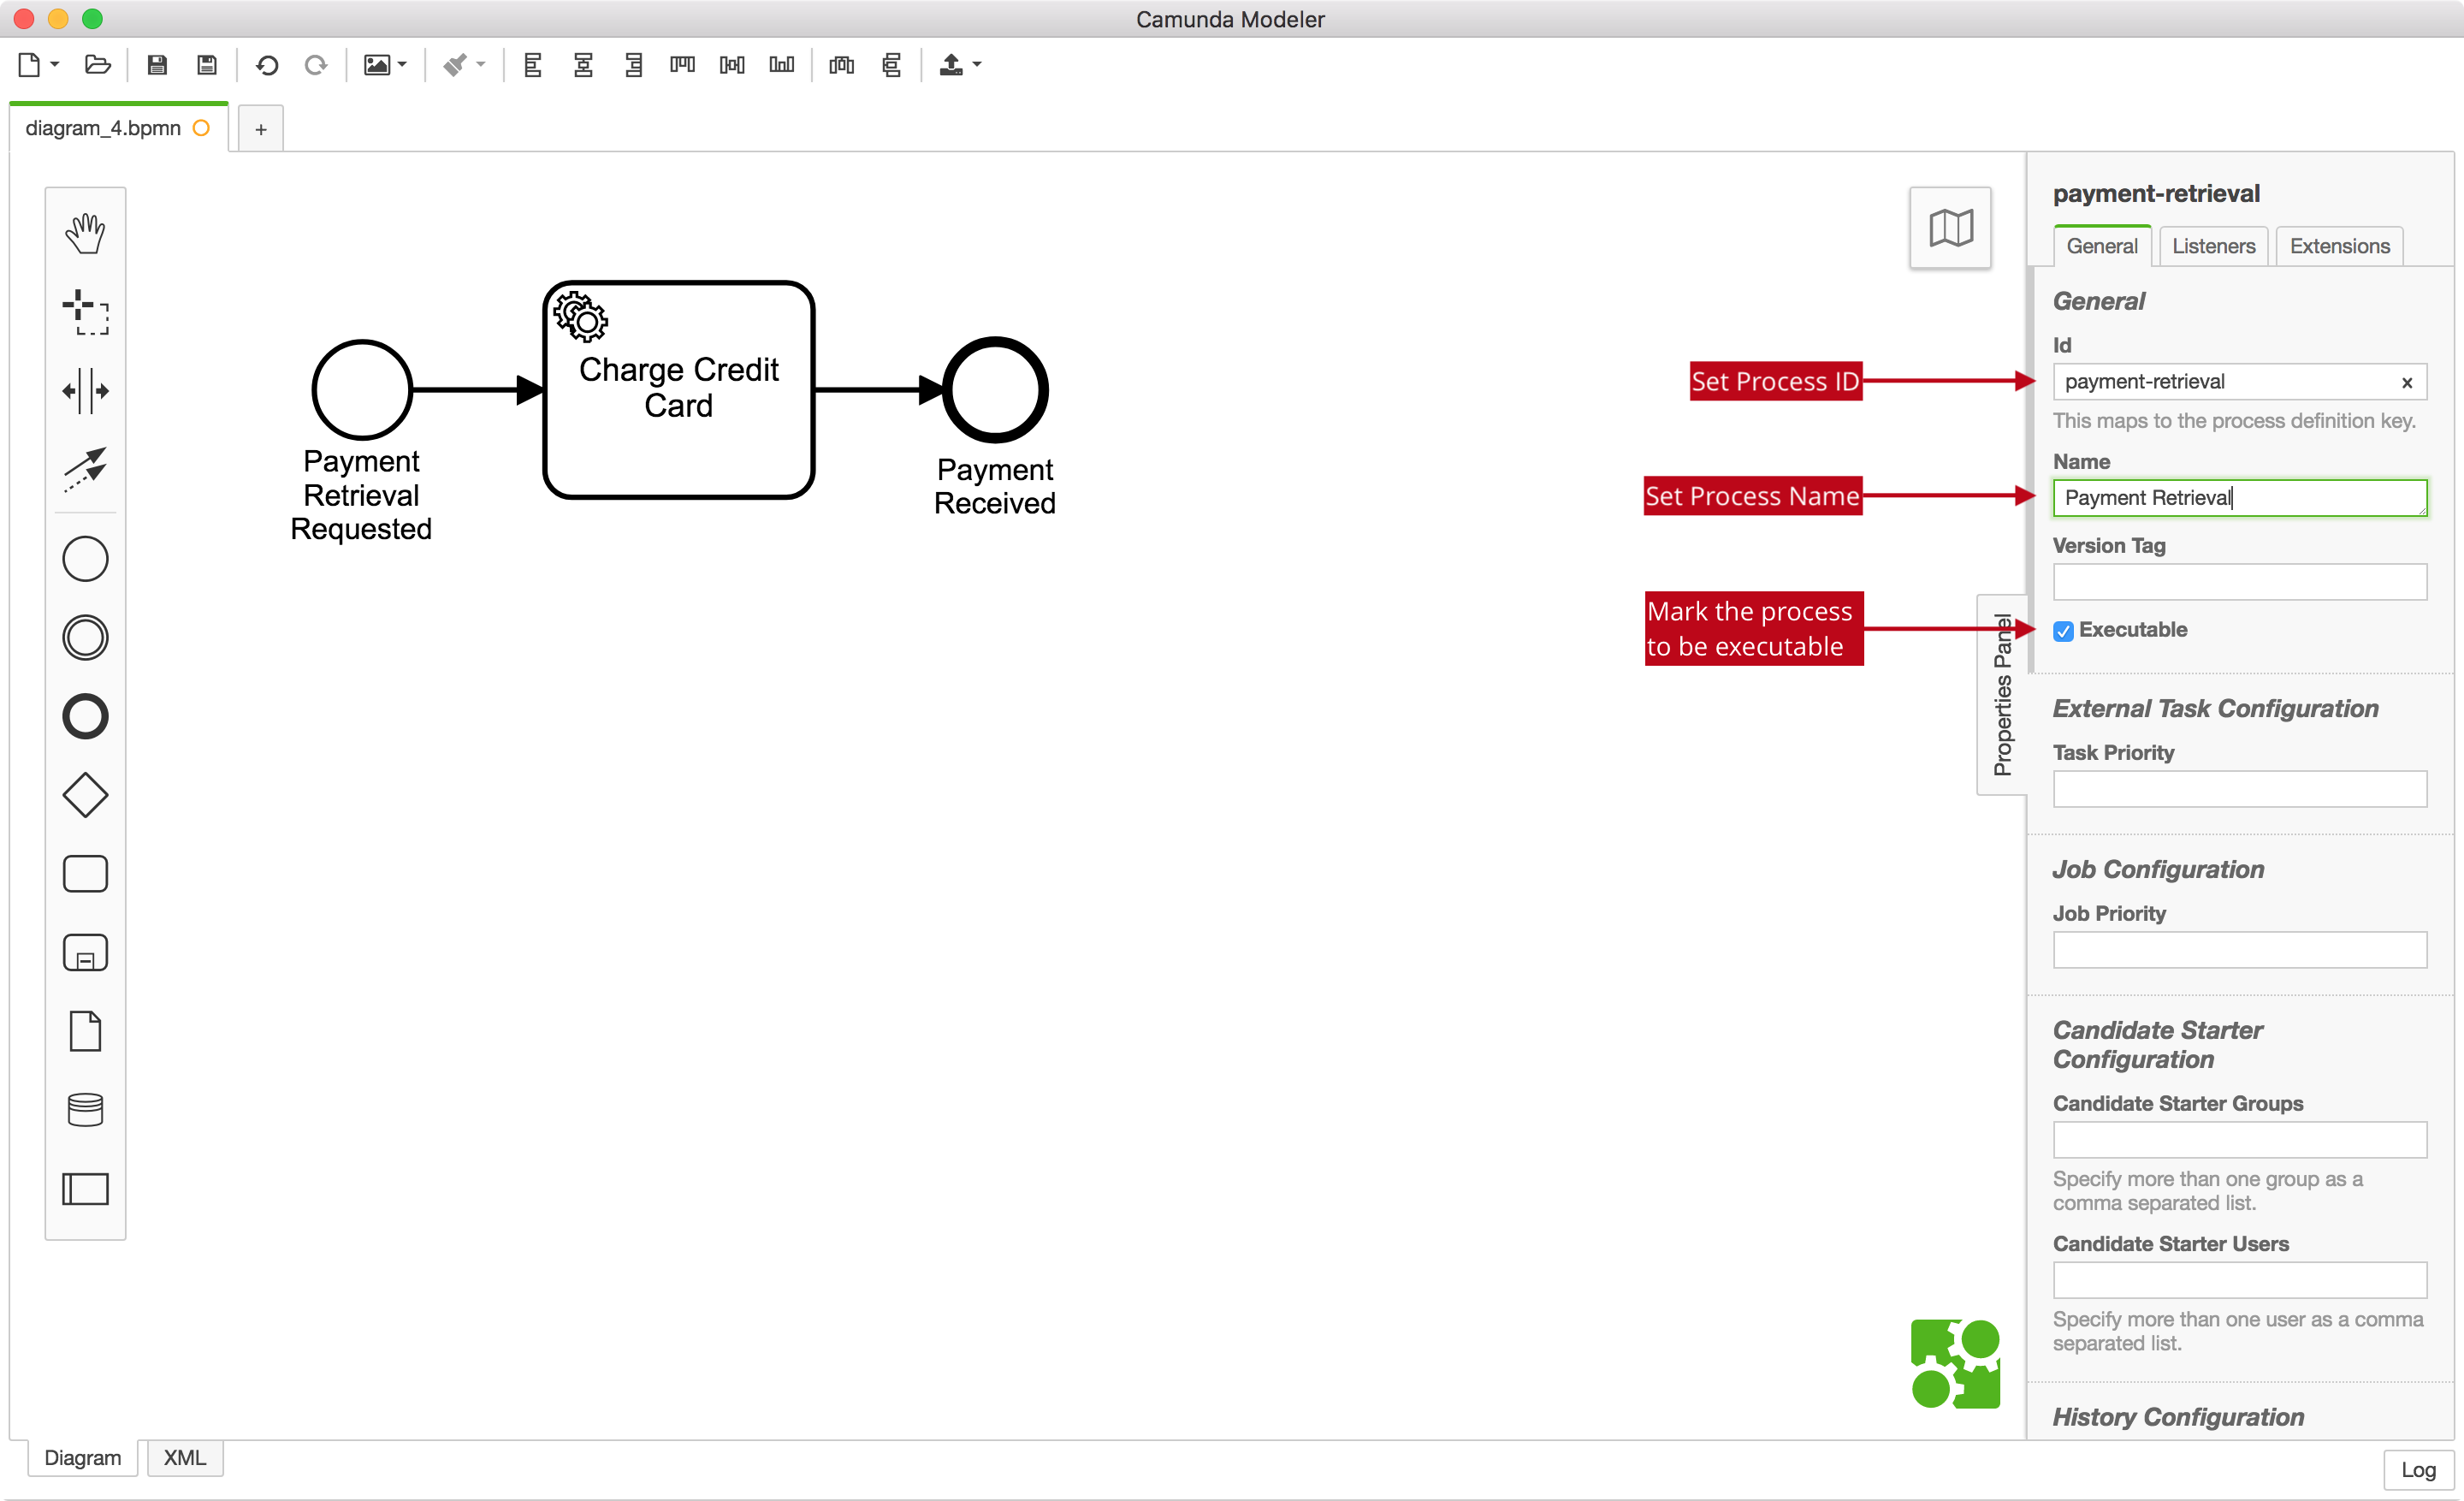 Camunda Modeler
diagram_4.bpmn
+
Payment
Retrieval
Requested
Charge Credit
Card
Payment
Received
Set Process ID
Set Process Name
Mark the process
to be executable
Properties Panel
payment-retrieval
General
Listeners
Extensions
General
Id
payment-retrieval
This maps to the process definition key.
Name
Payment Retrieval
Version Tag
Executable
External Task Configuration
Task Priority
Job Configuration
Job Priority
Candidate Starter
Configuration
Candidate Starter Groups
Specify more than one group as a
comma separated list.
Candidate Starter Users
Specify more than one user as a comma
separated list.
History Configuration
Diagram
XML
Log